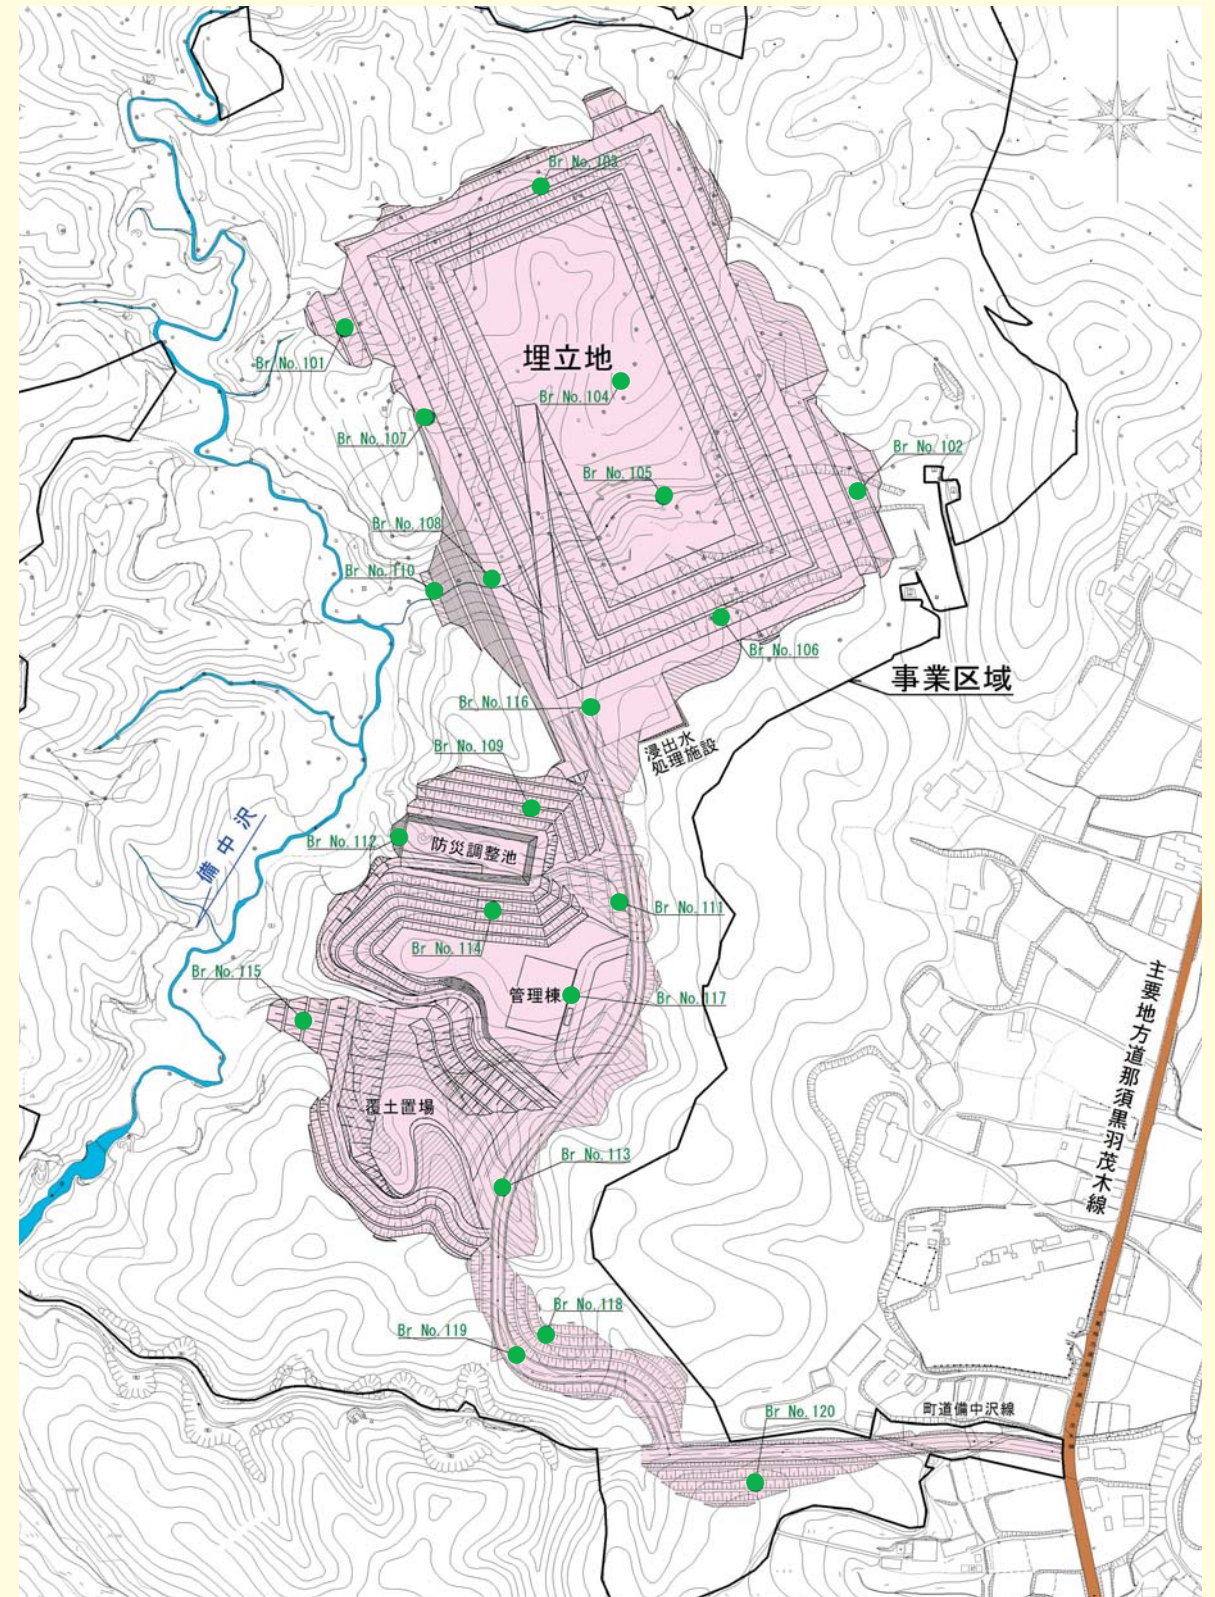 Br No. 103
埋立地
Br No. 101
Br No. 104
Br No. 107
Br No. 102
Br No. 105
Br No. 108
Br No. 110
Br No. 106
事業区域
Br No. 116
浸出水
処理施設
Br No. 109
備中沢
Br No. 112
防災調整池
Br No. 111
Br No. 114
主要地方道那須黒羽茂木線
Br No. 115
管理棟
Br No. 117
覆土置場
Br No. 113
Br No. 118
Br No. 119
Br No. 120
町道備中沢線